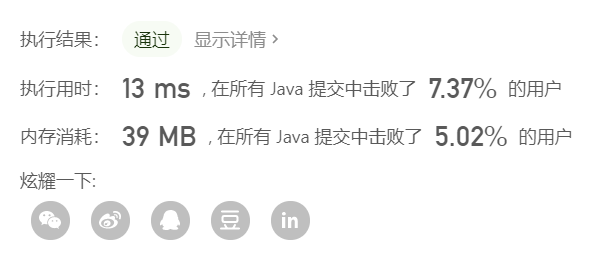 执行结果： 通过 显示详情 >
执行用时： 13 ms , 在所有 Java 提交中击败了 7.37% 的用户
内存消耗： 39 MB , 在所有 Java 提交中击败了 5.02% 的用户
炫耀一下:
豆 in